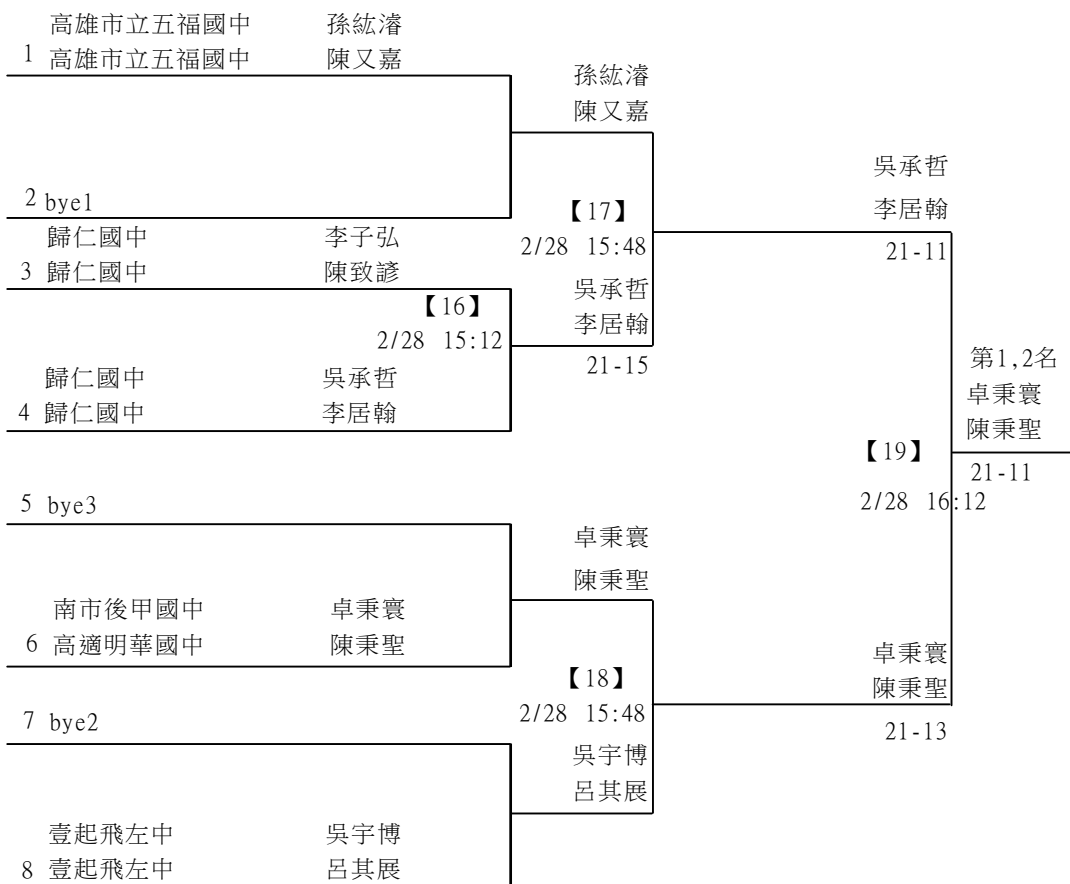 高雄市立五福國中 孫紘濬
1 高雄市立五福國中 陳又嘉
孫紘濬
陳又嘉
2 bye1
【17】
2/28 15:48
吳承哲
李居翰
21-11
歸仁國中 李子弘
3 歸仁國中 陳致諺
【16】
2/28 15:12
吳承哲
李居翰
21-15
歸仁國中 吳承哲
4 歸仁國中 李居翰
第1,2名
卓秉寰
陳秉聖
21-11
【19】
2/28 16:12
5 bye3
卓秉寰
陳秉聖
南市後甲國中 卓秉寰
6 高適明華國中 陳秉聖
【18】
2/28 15:48
卓秉寰
陳秉聖
21-13
7 bye2
吳宇博
呂其展
壹起飛左中 吳宇博
8 壹起飛左中 呂其展